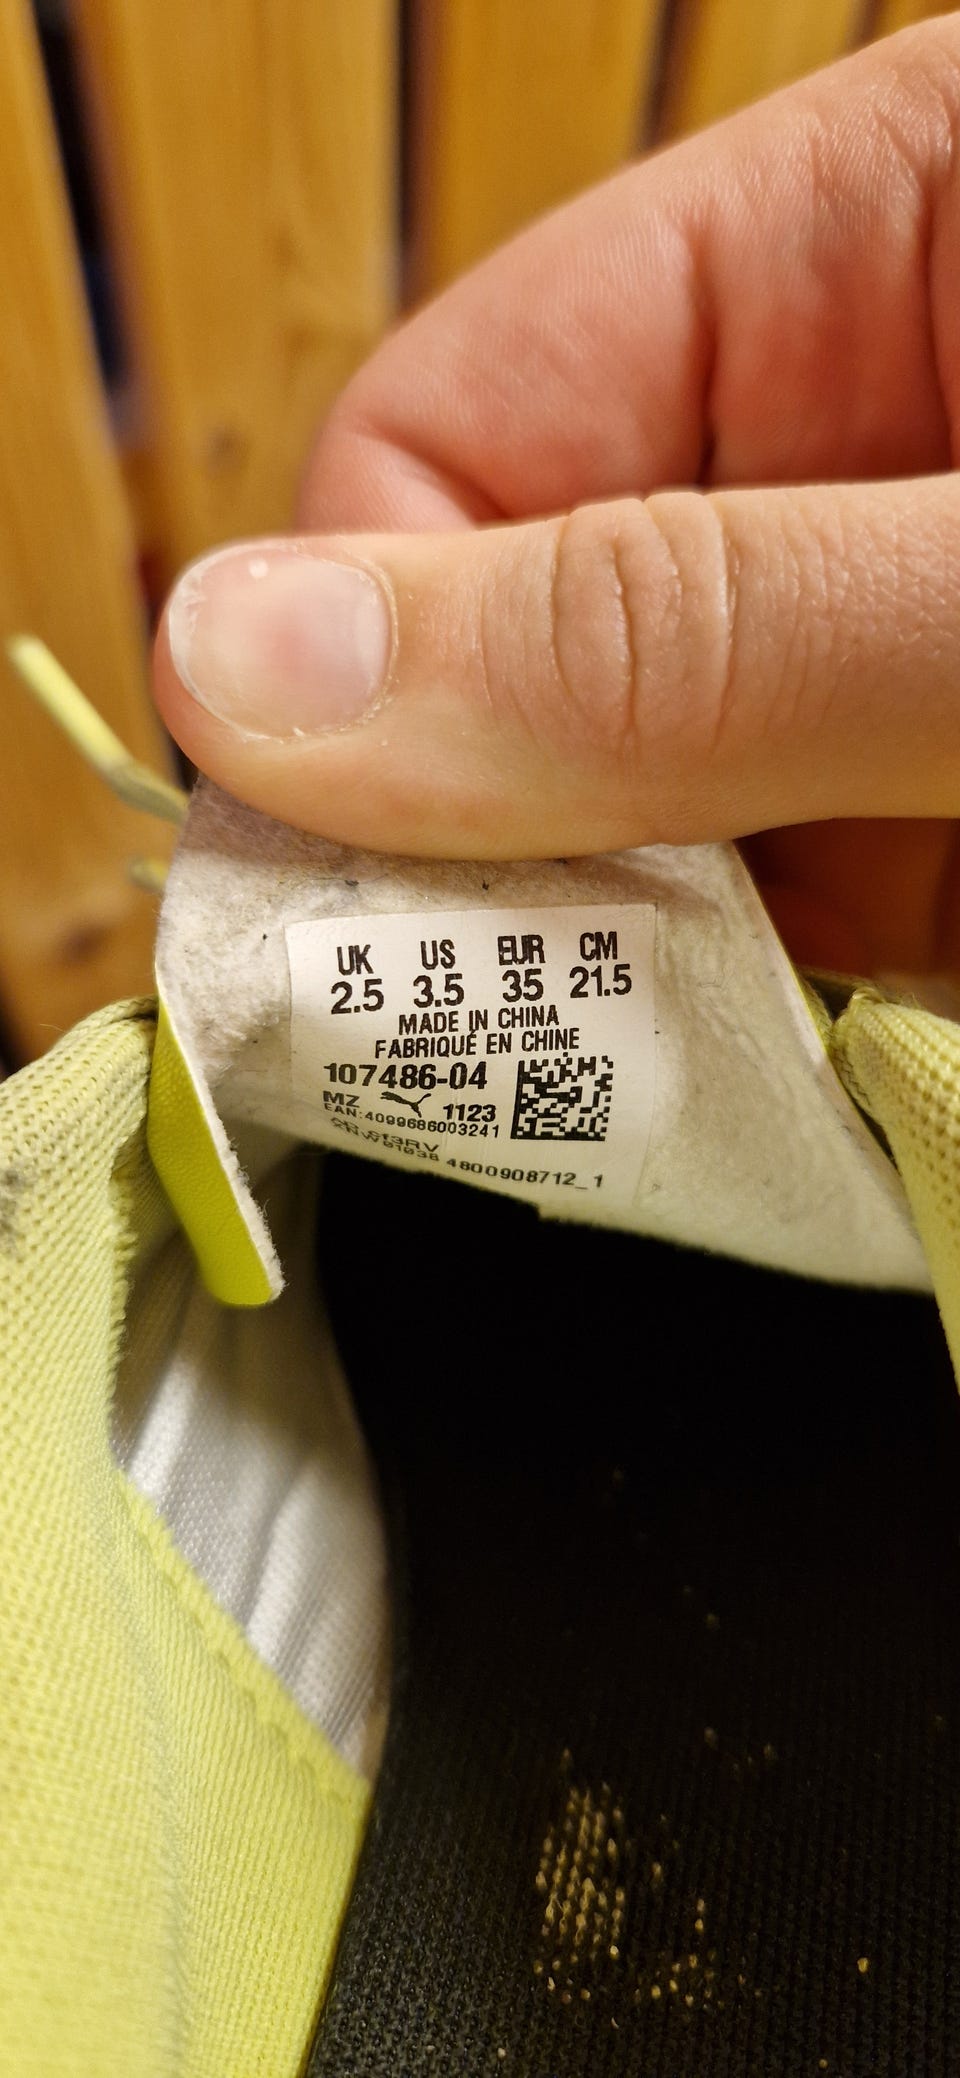 UK US EUR CM
2.5 3.5 35 21.5
MADE IN CHINA
FABRIQUÉ EN CHINE
107486-04
MZ 1123
EAN:4099686003241
4800908712_1